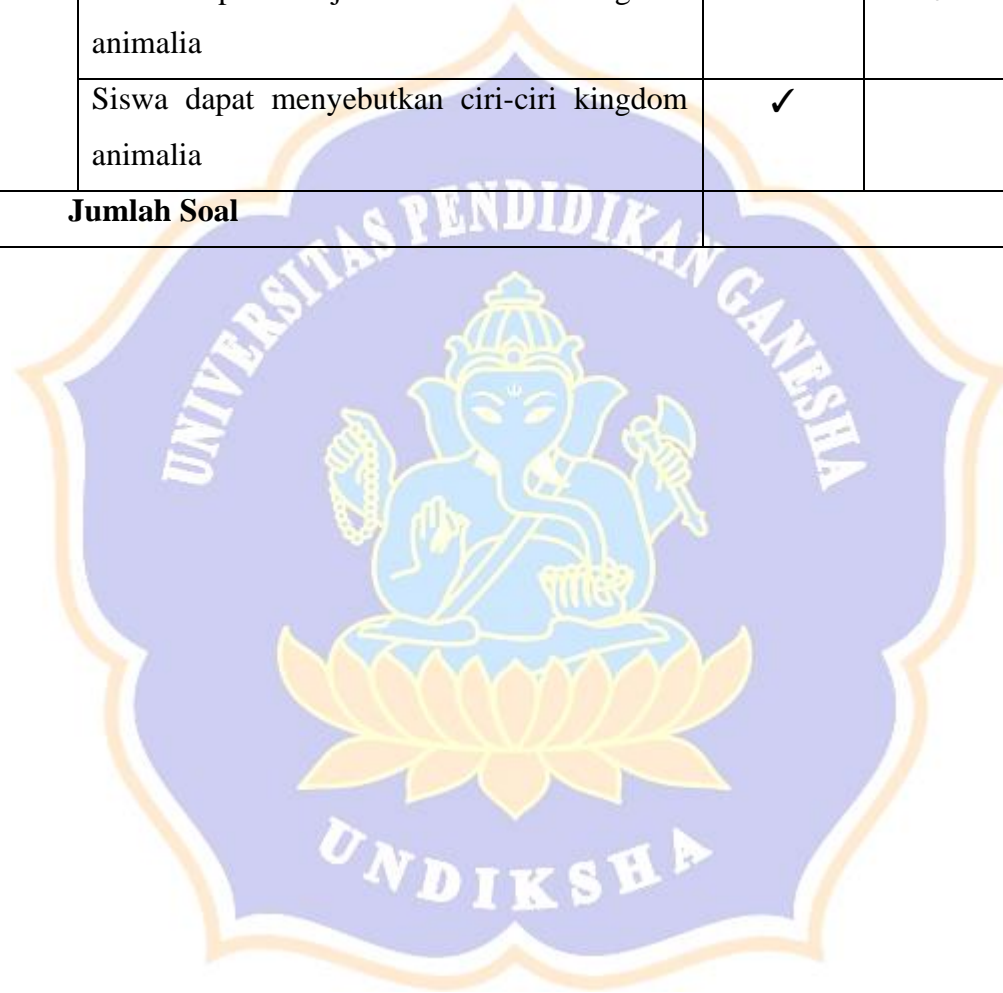 animalia
Siswa dapat menyebutkan ciri-ciri kingdom ✓
animalia
Jumlah Soal
UNIVERSITAS PENDIDIKAN GANESHA
UNDIKSHA